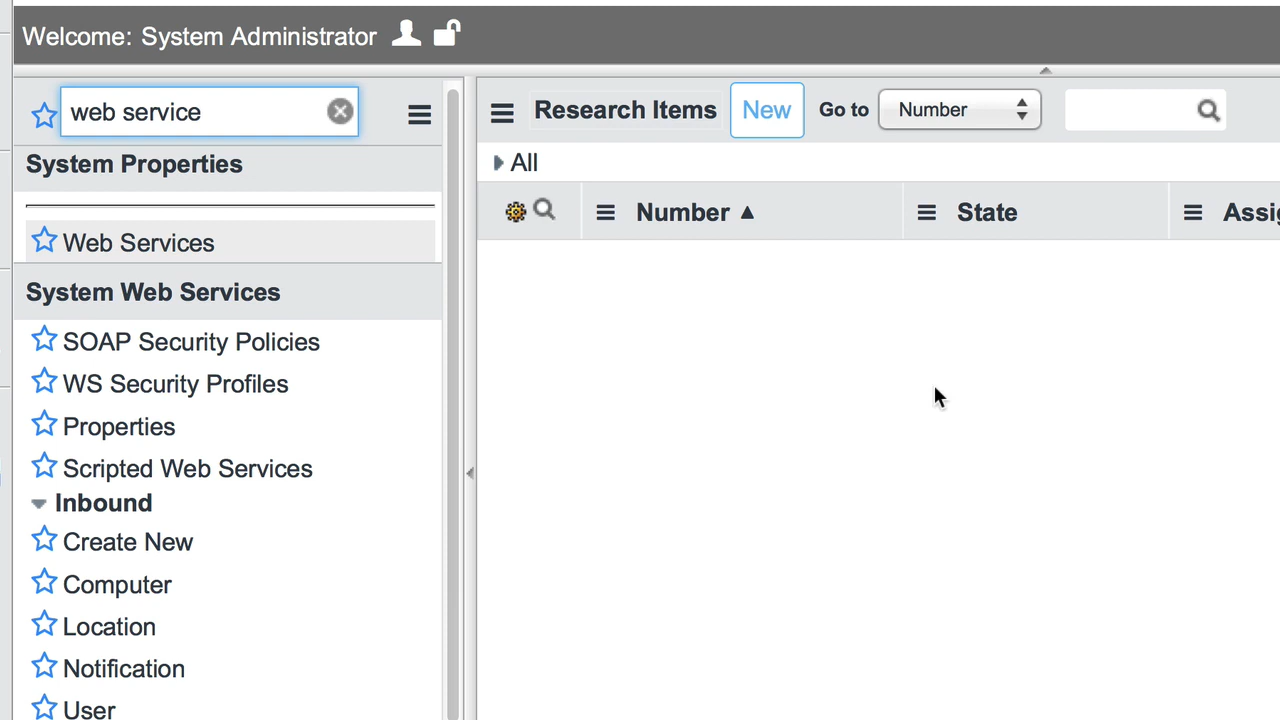 Welcome: System Administrator
web service
System Properties
Web Services
System Web Services
SOAP Security Policies
WS Security Profiles
Properties
Scripted Web Services
Inbound
Create New
Computer
Location
Notification
User
Research Items New Go to Number
All
Number State